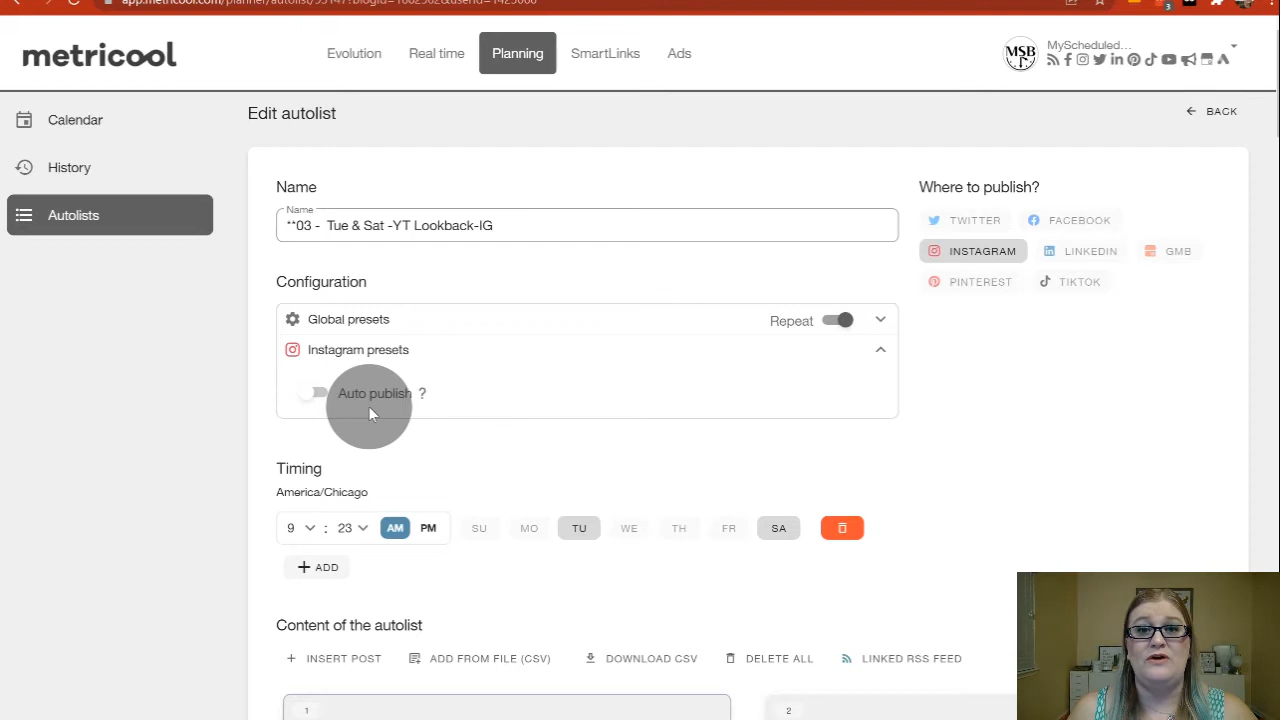 metricool
Evolution
Real time
Planning
SmartLinks
Ads
MSB
MyScheduled...
3
Calendar
History
Autolists
Edit autolist
BACK
Name
Name
**03 - Tue & Sat -YT Lookback-IG
Configuration
Global presets
Repeat
Instagram presets
Auto publish ?
Where to publish?
TWITTER
FACEBOOK
INSTAGRAM
LINKEDIN
GMB
PINTEREST
TIKTOK
Timing
America/Chicago
9 : 23 AM PM SU MO TU WE TH FR SA
+ ADD
Content of the autolist
+ INSERT POST
ADD FROM FILE (CSV)
DOWNLOAD CSV
DELETE ALL
LINKED RSS FEED
1
2